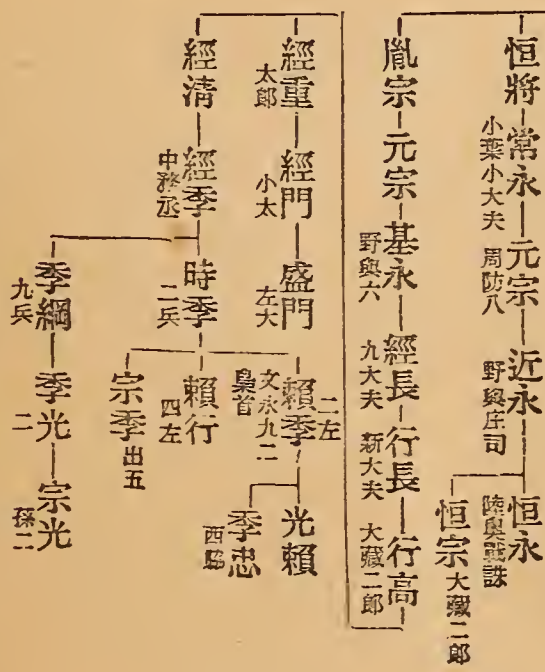 恒將 常永 元宗 近永 恒永
小葉小大夫 周防八 野與庄司 陸奥戰誅
恒宗 大藏二郎
胤宗 元宗 基永 經長 行長 行高
野與六 九大夫 新大夫 大藏二郎
經重 經門 盛門
太郎 小太 左大
經淸 經季 時季 賴季 光賴
中務丞 二兵 二左 文永九二 梟首
季忠 西脇
賴行 四左
宗季 出五
季綱 季光 宗光
九兵 二 孫二